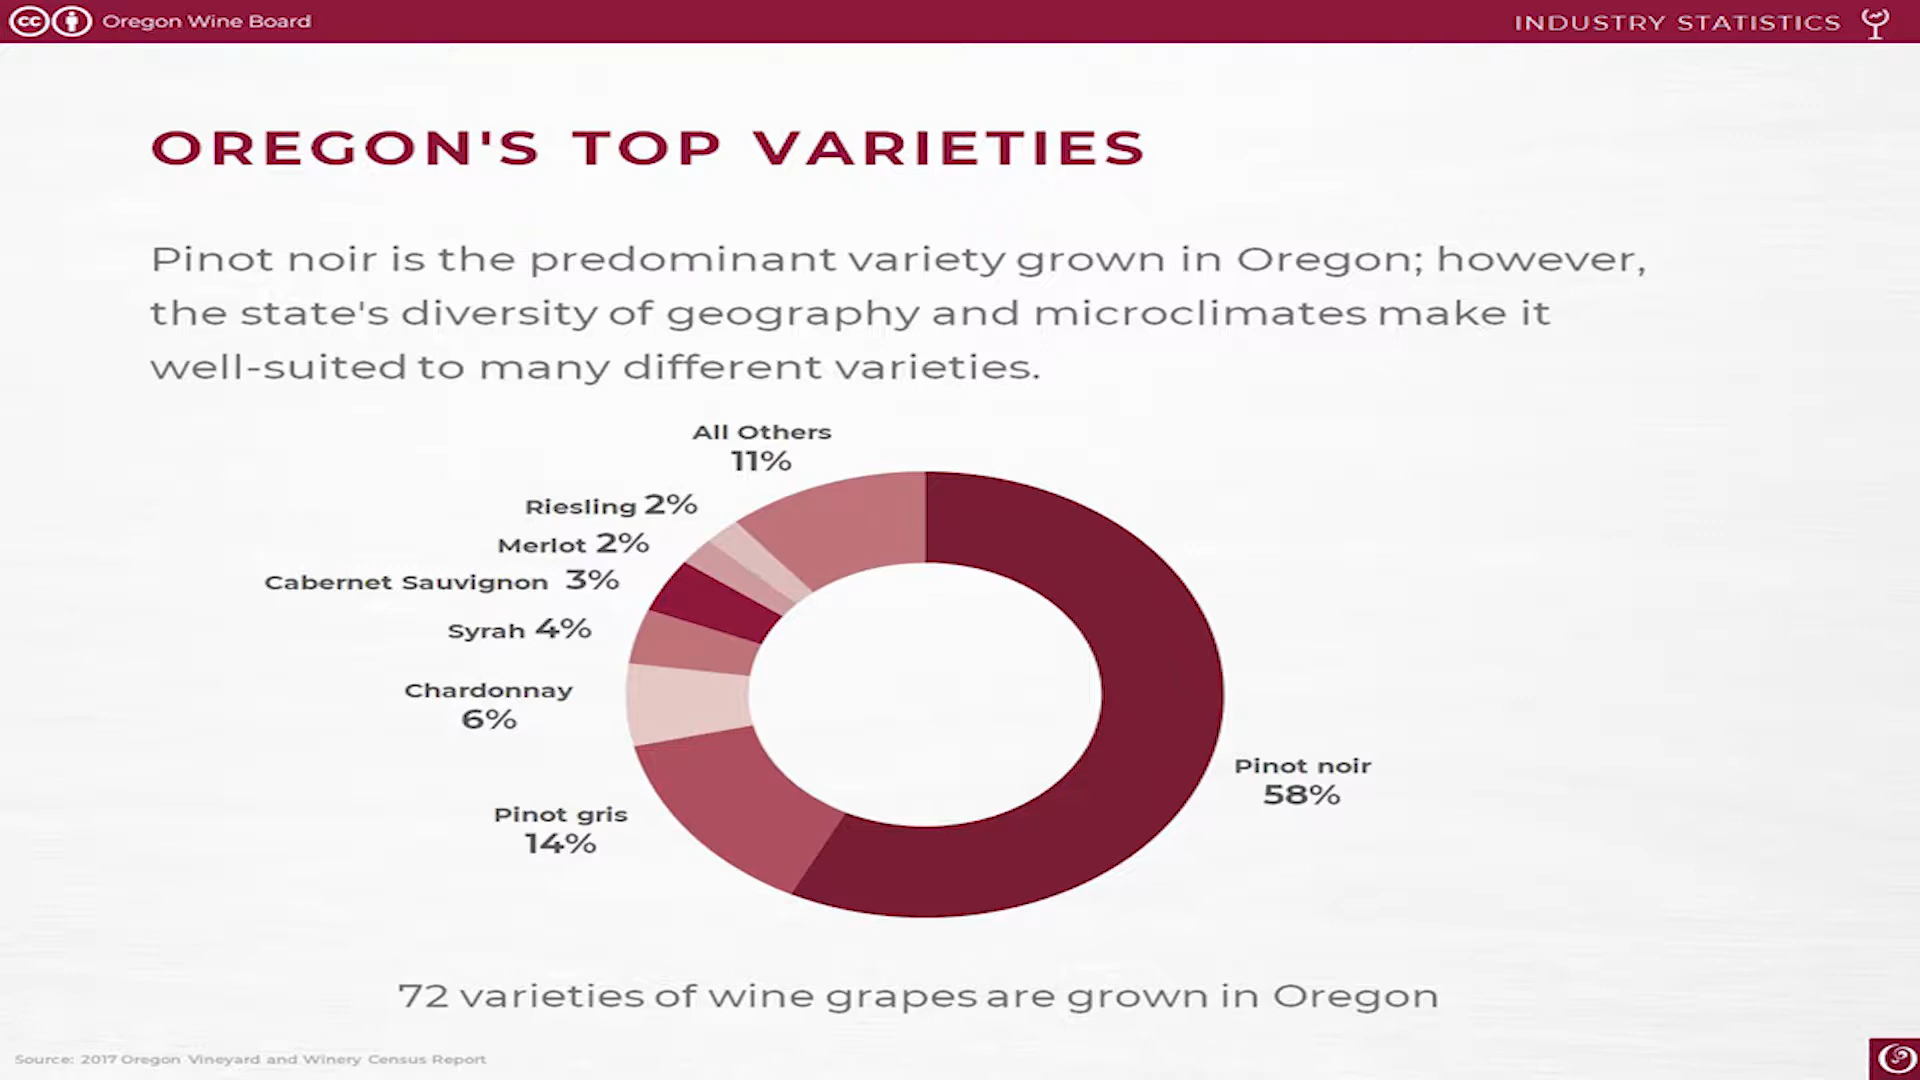 Oregon Wine Board
INDUSTRY STATISTICS
OREGON'S TOP VARIETIES
Pinot noir is the predominant variety grown in Oregon; however,
the state's diversity of geography and microclimates make it
well-suited to many different varieties.
All Others
11%
Riesling 2%
Merlot 2%
Cabernet Sauvignon 3%
Syrah 4%
Chardonnay
6%
Pinot gris
14%
Pinot noir
58%
72 varieties of wine grapes are grown in Oregon
Source: 2017 Oregon Vineyard and Winery Census Report